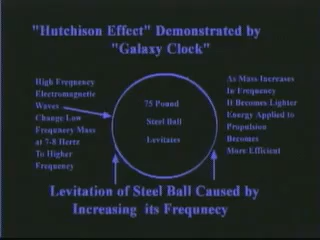 "Hutchison Effect" Demonstrated by
"Galaxy Clock"
High Frequency
Electromagnetic
Waves
Change Low
Frequnecy Mass
at 7-8 Hertz
To Higher
Frequency
75 Pound
Steel Ball
Levitates
As Mass Increases
In Frequency
It Becomes Lighter
Energy Applied to
Propulsion
Becomes
More Efficient
Levitation of Steel Ball Caused by
Increasing its Frequnecy